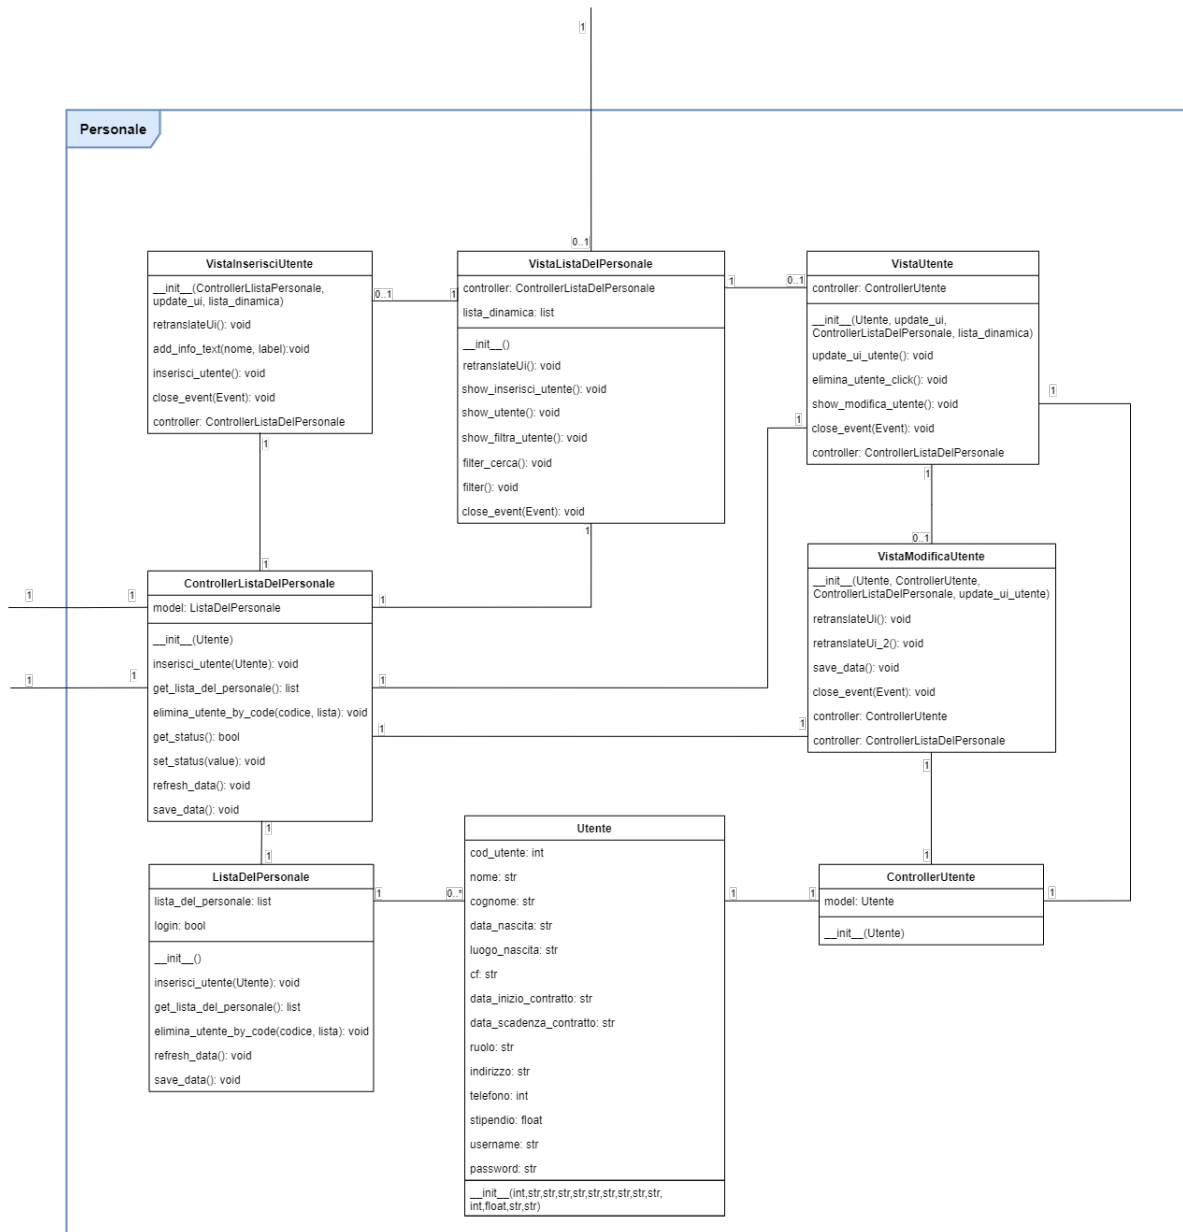 1
Personale
0..1
VistaInserisciUtente
__init__(ControllerLlistaPersonale,
update_ui, lista_dinamica)
retranslateUi(): void
add_info_text(nome, label):void
inserisci_utente(): void
close_event(Event): void
controller: ControllerListaDelPersonale
0..1
1
VistaListaDelPersonale
controller: ControllerListaDelPersonale
lista_dinamica: list
__init__()
retranslateUi(): void
show_inserisci_utente(): void
show_utente(): void
show_filtra_utente(): void
filter_cerca(): void
filter(): void
close_event(Event): void
1
0..1
VistaUtente
controller: ControllerUtente
__init__(Utente, update_ui,
ControllerListaDelPersonale, lista_dinamica)
update_ui_utente(): void
elimina_utente_click(): void
show_modifica_utente(): void
close_event(Event): void
controller: ControllerListaDelPersonale
1
1
1
1
1
0..1
1
1
VistaModificaUtente
__init__(Utente, ControllerUtente,
ControllerListaDelPersonale, update_ui_utente)
retranslateUi(): void
retranslateUi_2(): void
save_data(): void
close_event(Event): void
controller: ControllerUtente
controller: ControllerListaDelPersonale
ControllerListaDelPersonale
model: ListaDelPersonale
__init__(Utente)
inserisci_utente(Utente): void
get_lista_del_personale(): list
elimina_utente_by_code(codice, lista): void
get_status(): bool
set_status(value): void
refresh_data(): void
save_data(): void
1
1
1
1
1
1
1
1
1
1
1
1
1
ListaDelPersonale
lista_del_personale: list
login: bool
__init__()
inserisci_utente(Utente): void
get_lista_del_personale(): list
elimina_utente_by_code(codice, lista): void
refresh_data(): void
save_data(): void
1
0..*
Utente
cod_utente: int
nome: str
cognome: str
data_nascita: str
luogo_nascita: str
cf: str
data_inizio_contratto: str
data_scadenza_contratto: str
ruolo: str
indirizzo: str
telefono: int
stipendio: float
username: str
password: str
__init__(int,str,str,str,str,str,str,str,str,str,
int,float,str,str)
1
1
ControllerUtente
model: Utente
__init__(Utente)
1